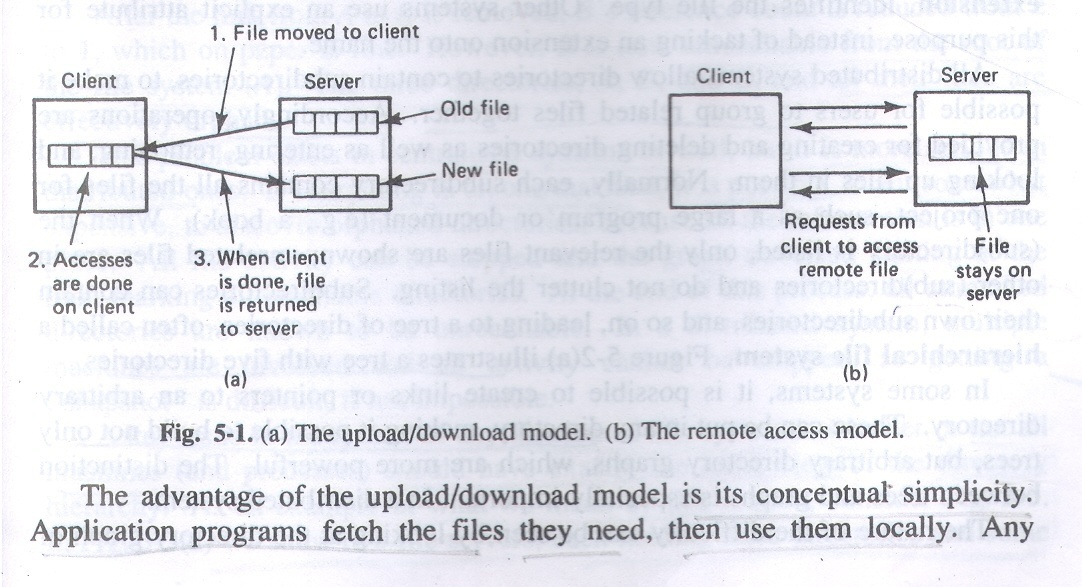 1. File moved to client
Client
Server
Old file
New file
2. Accesses
are done
on client
3. When client
is done, file
is returned
to server
(a)
Client
Server
Requests from
client to access
remote file
File
stays on
server
(b)
Fig. 5-1. (a) The upload/download model. (b) The remote access model.
The advantage of the upload/download model is its conceptual simplicity.
Application programs fetch the files they need, then use them locally. Any